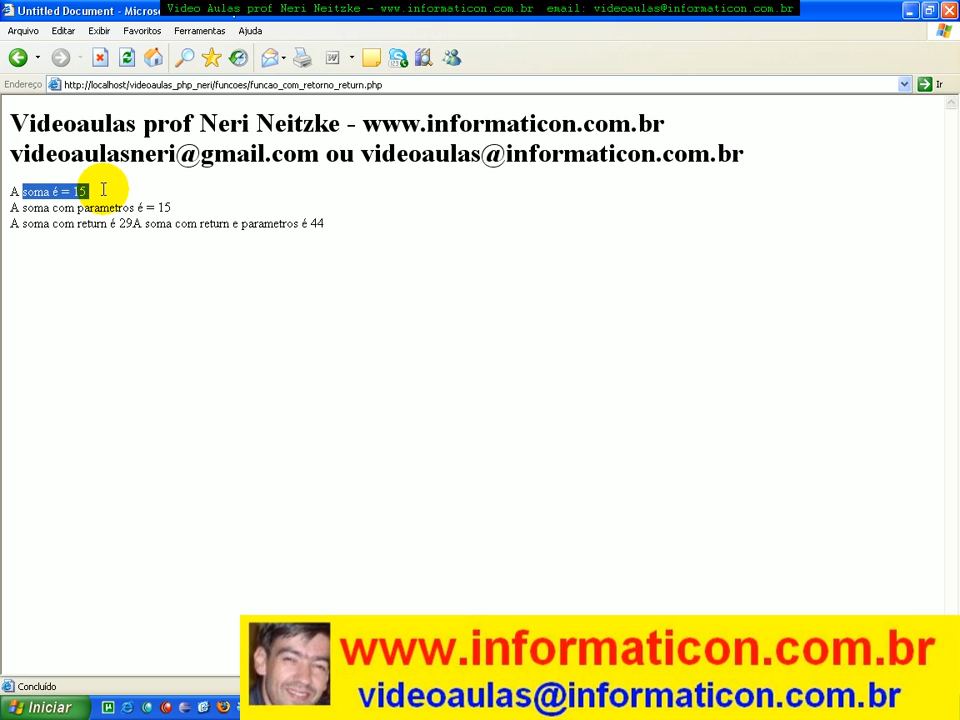 Untitled Document - Micros
Video Aulas prof Neri Neitzke - www.informaticon.com.br email: videoaulas@informaticon.com.br
Arquivo Editar Exibir Favoritos Ferramentas Ajuda
Endereço http://localhost/videoaulas_php_neri/funcoes/funcao_com_retorno_return.php Ir
Videoaulas prof Neri Neitzke - www.informaticon.com.br
videoaulasneri@gmail.com ou videoaulas@informaticon.com.br
A soma é = 15
A soma com parametros é = 15
A soma com return é 29A soma com return e parametros é 44
www.informaticon.com.br
videoaulas@informaticon.com.br
Concluído
Iniciar